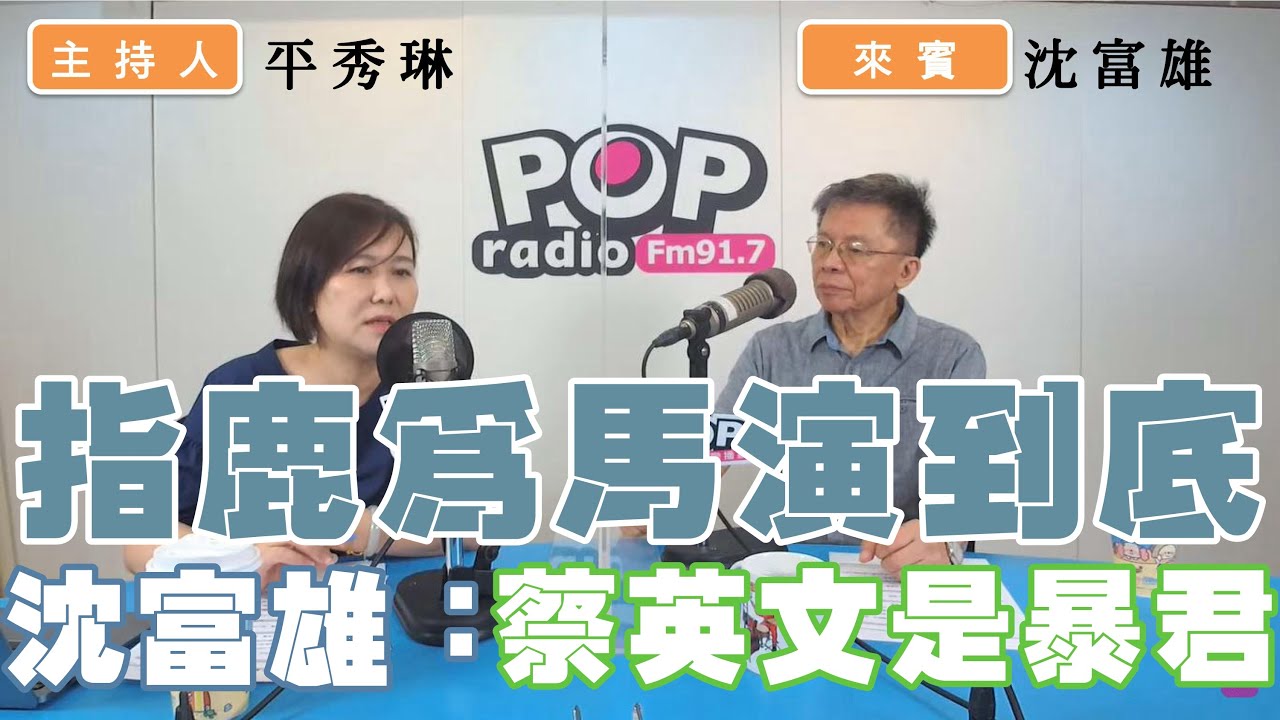 主持人 平秀琳
來賓 沈富雄
POP
radio Fm91.7
指鹿為馬演到底
沈富雄：蔡英文是暴君